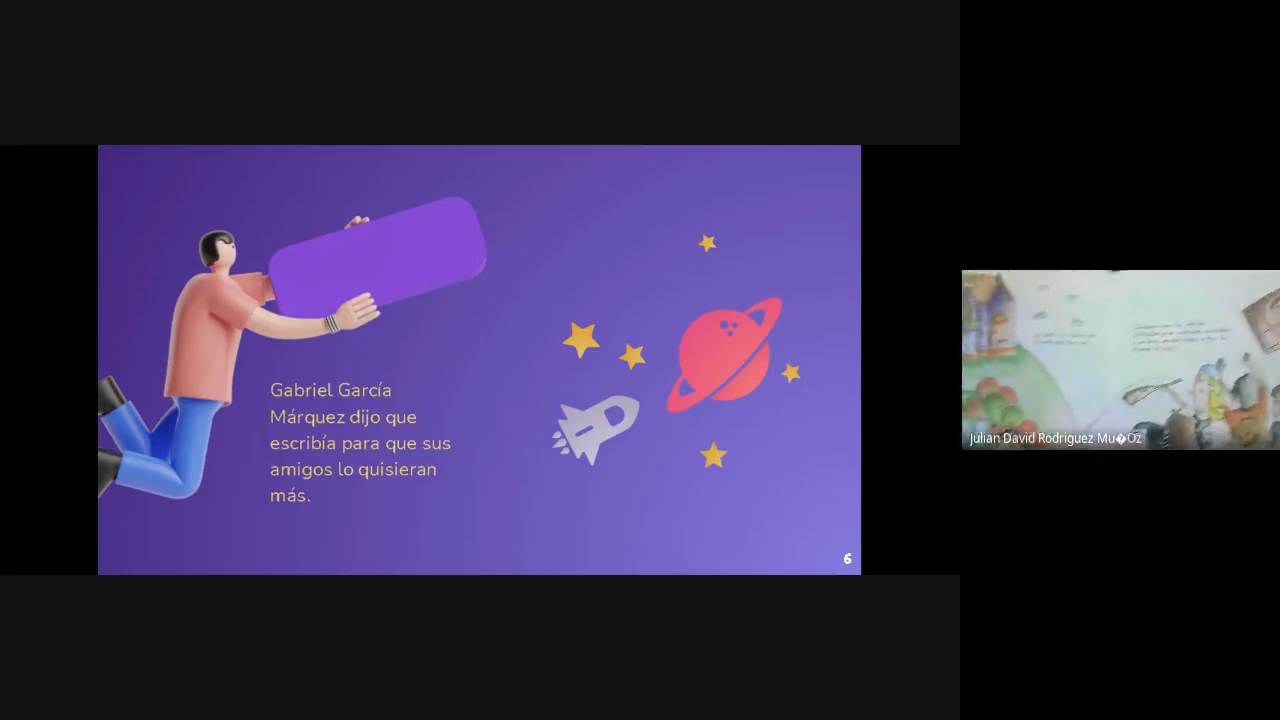 Gabriel García
Márquez dijo que
escribía para que sus
amigos lo quisieran
más.
6
Julian David Rodriguez Mu�Oz